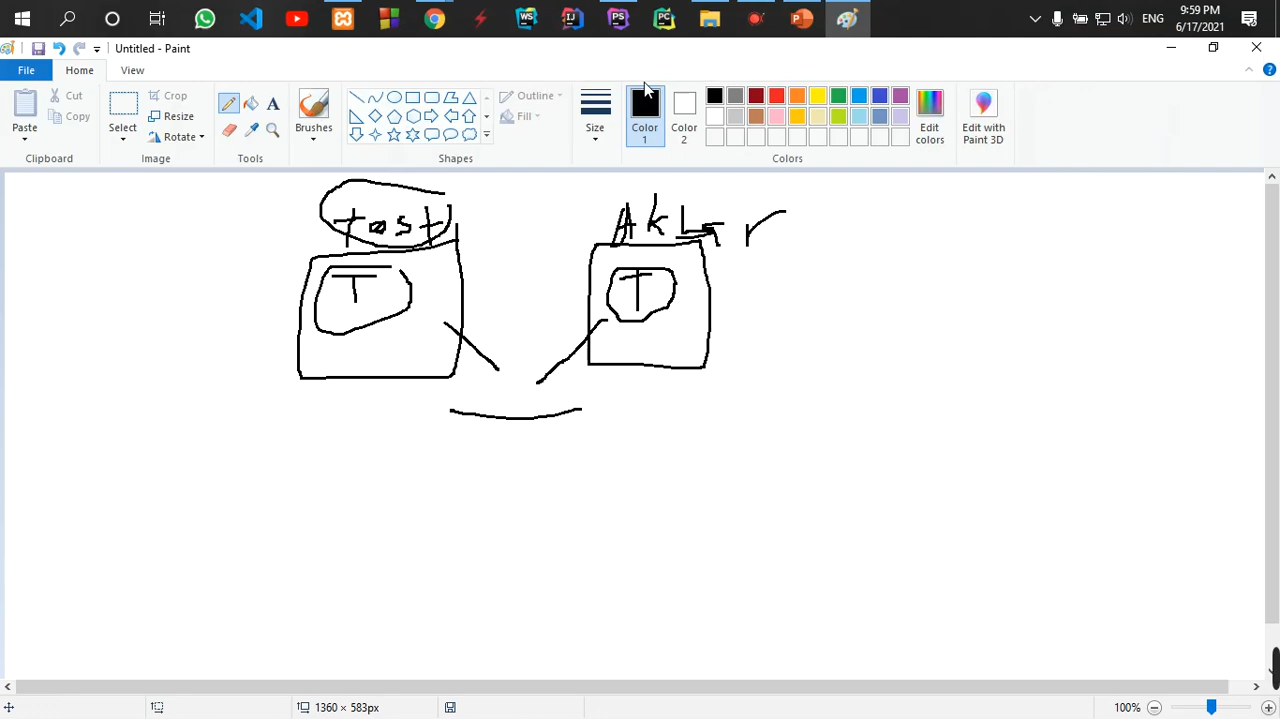 9:59 PM
ENG
6/17/2021
Untitled - Paint
File
Home
View
Paste
Cut
Copy
Clipboard
Select
Crop
Resize
Rotate
Image
A
Tools
Brushes
Outline
Fill
Shapes
Size
Color 1
Color 2
Edit colors
Edit with Paint 3D
Colors
T
T
1360 × 583px
100%